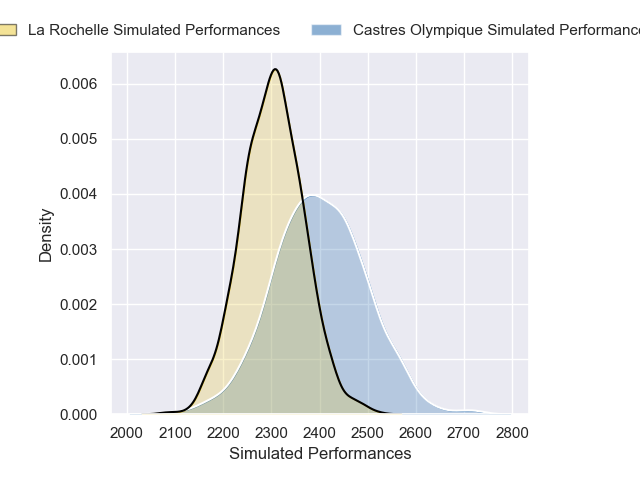 La Rochelle Simulated Performances
Castres Olympique Simulated Performance
0.006
0.005
0.004
0.003
0.002
0.001
0.000
Density
2000 2100 2200 2300 2400 2500 2600 2700 2800
Simulated Performances